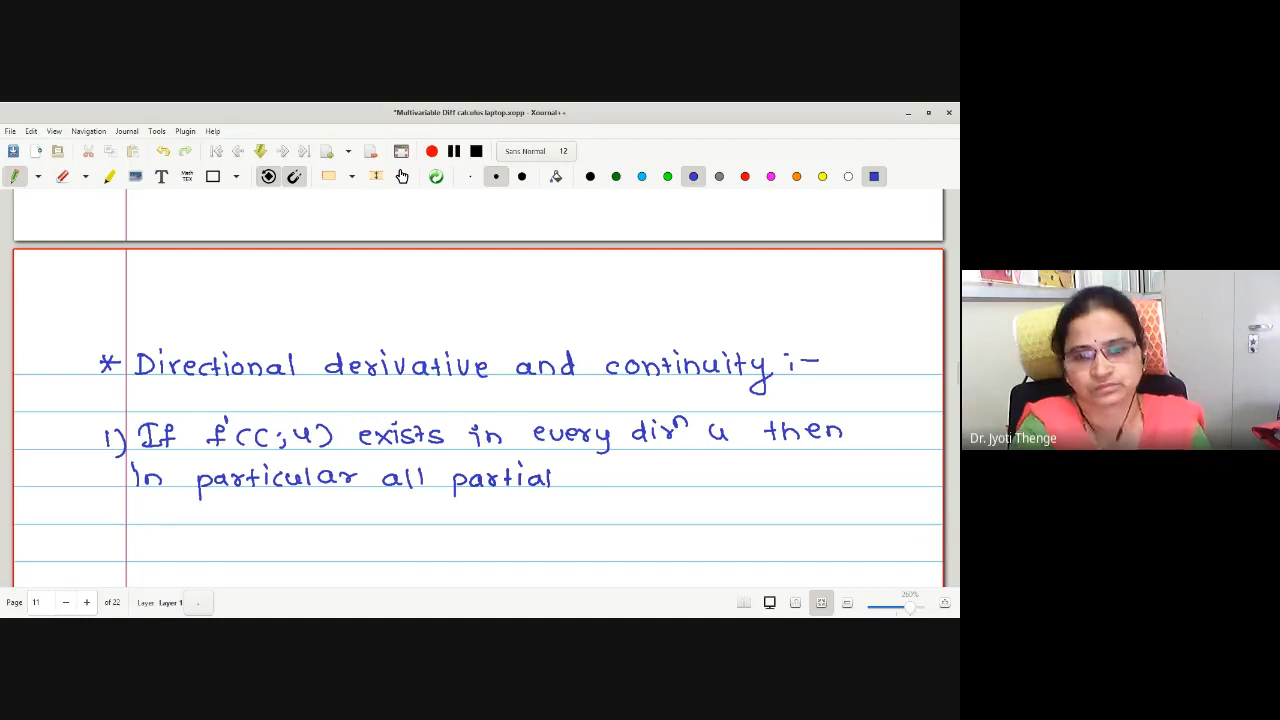 *Multivariable Diff calculus laptop.xopp - Xournal++
File Edit View Navigation Journal Tools Plugin Help
Sans Normal 12
* Directional derivative and continuity :-
1) If f'(c;u) exists in every dirⁿ u then
in particular all partial
Dr. Jyoti Thenge
Page 11 of 22 Layer Layer 1 260%